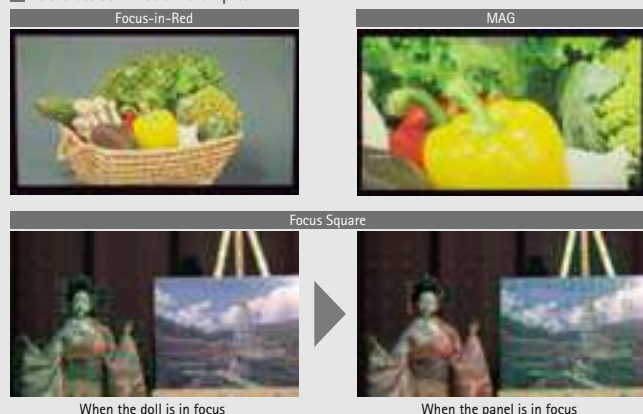 Focus-in-Red
MAG
Focus Square
When the doll is in focus
When the panel is in focus